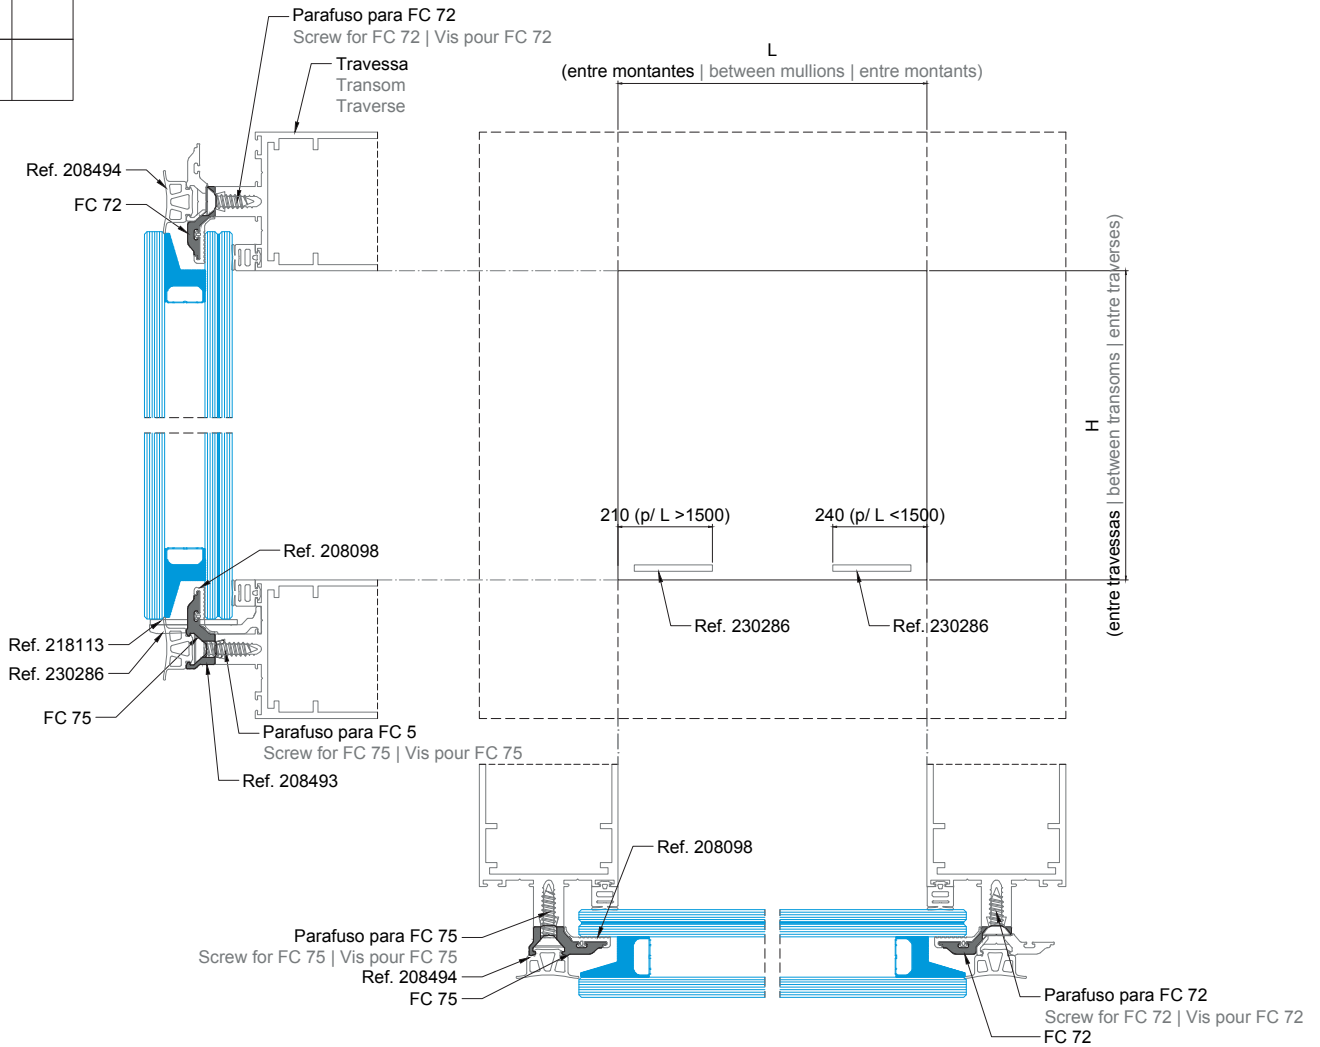 Parafuso para FC 72
Screw for FC 72 | Vis pour FC 72
Travessa
Transom
Traverse
L
(entre montantes | between mullions | entre montants)
Ref. 208494
FC 72
H
(entre travessas | between transoms | entre traverses)
210 (p/ L >1500)
240 (p/ L <1500)
Ref. 230286
Ref. 230286
Ref. 208098
Ref. 218113
Ref. 230286
FC 75
Parafuso para FC 5
Screw for FC 75 | Vis pour FC 75
Ref. 208493
Ref. 208098
Parafuso para FC 75
Screw for FC 75 | Vis pour FC 75
Ref. 208494
FC 75
Parafuso para FC 72
Screw for FC 72 | Vis pour FC 72
FC 72